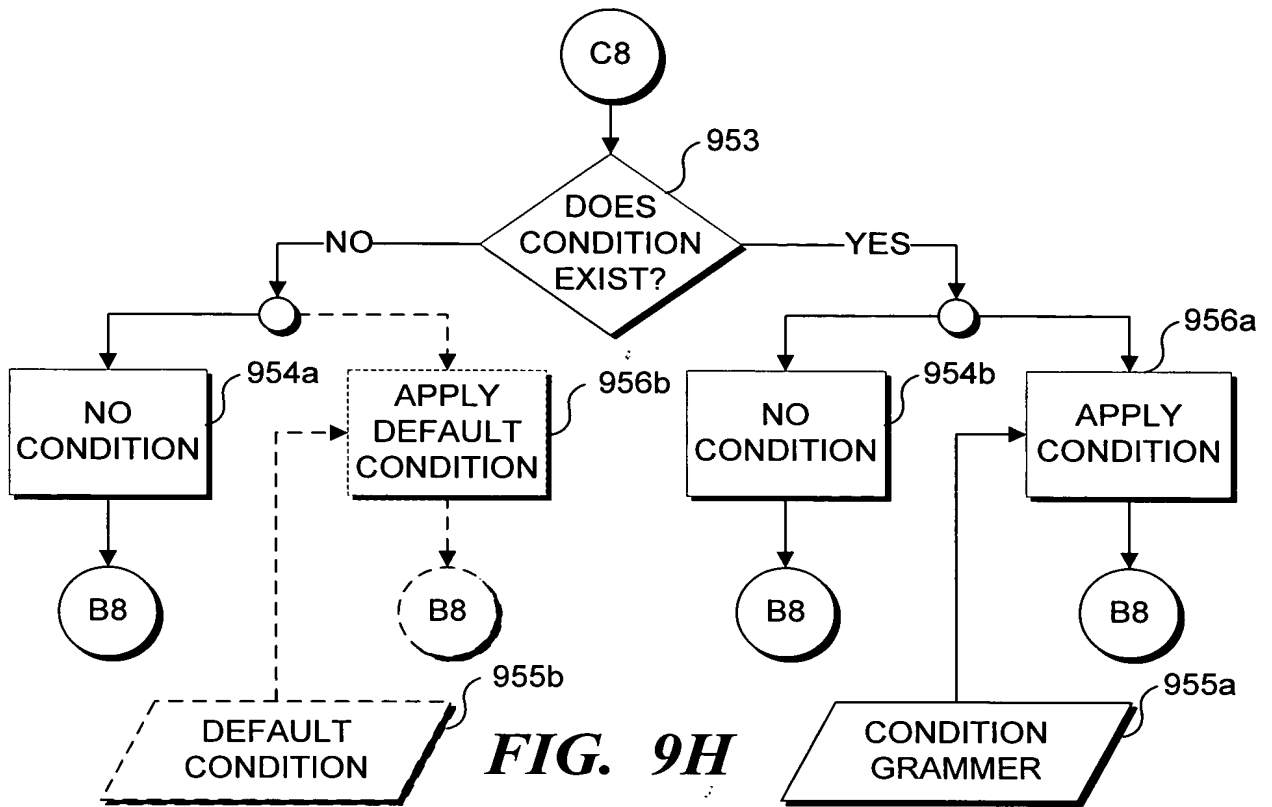 C8
953
DOES
CONDITION
EXIST?
NO
YES
954a
956b
954b
956a
NO
CONDITION
APPLY
DEFAULT
CONDITION
NO
CONDITION
APPLY
CONDITION
B8
B8
B8
B8
955b
955a
DEFAULT
CONDITION
CONDITION
GRAMMER
FIG. 9H